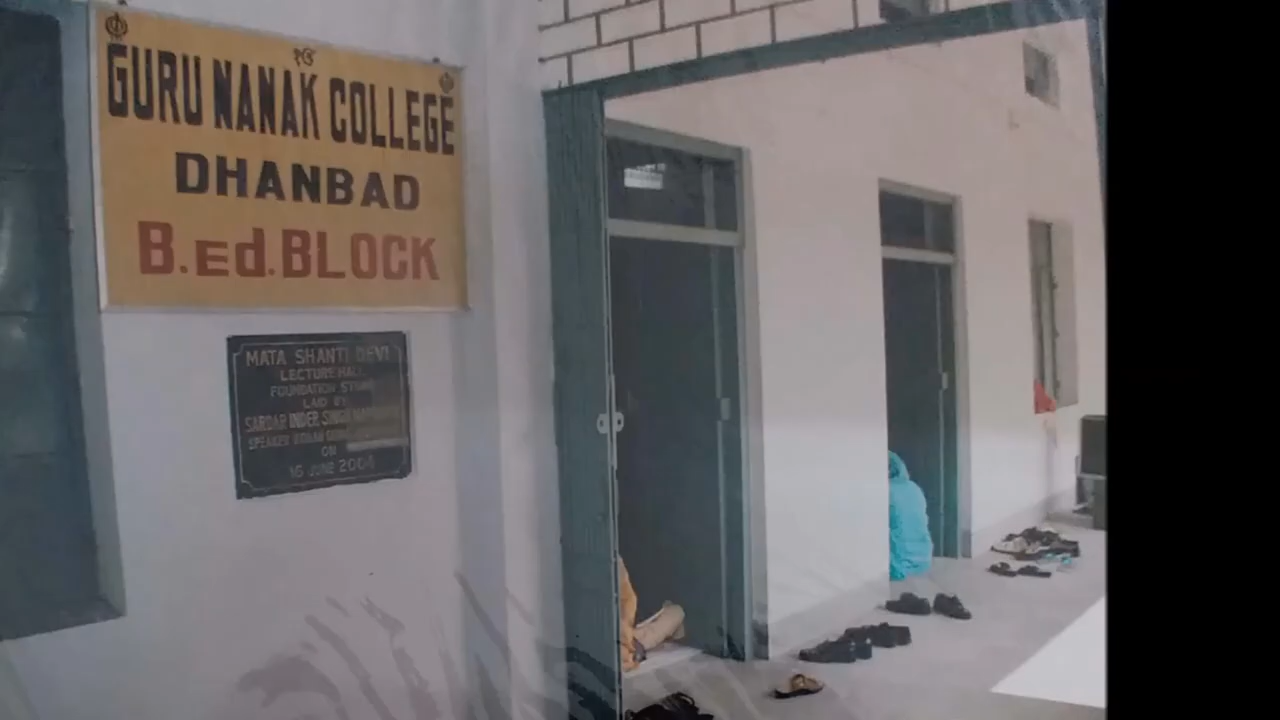 ੴ
GURU NANAK COLLEGE
DHANBAD
B.Ed.BLOCK
MATA SHANTI DEVI
LECTURE HALL
FOUNDATION STONE
LAID BY
SARDAR INDER SINGH
SPEAKER
ON
16 JUNE 2004